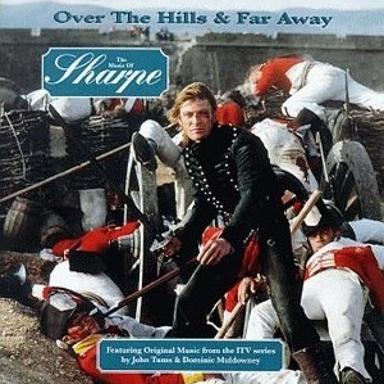 Over The Hills & Far Away
The
Music Of
Sharpe
Featuring Original Music from the ITV series
by John Tams & Dominic Muldowney